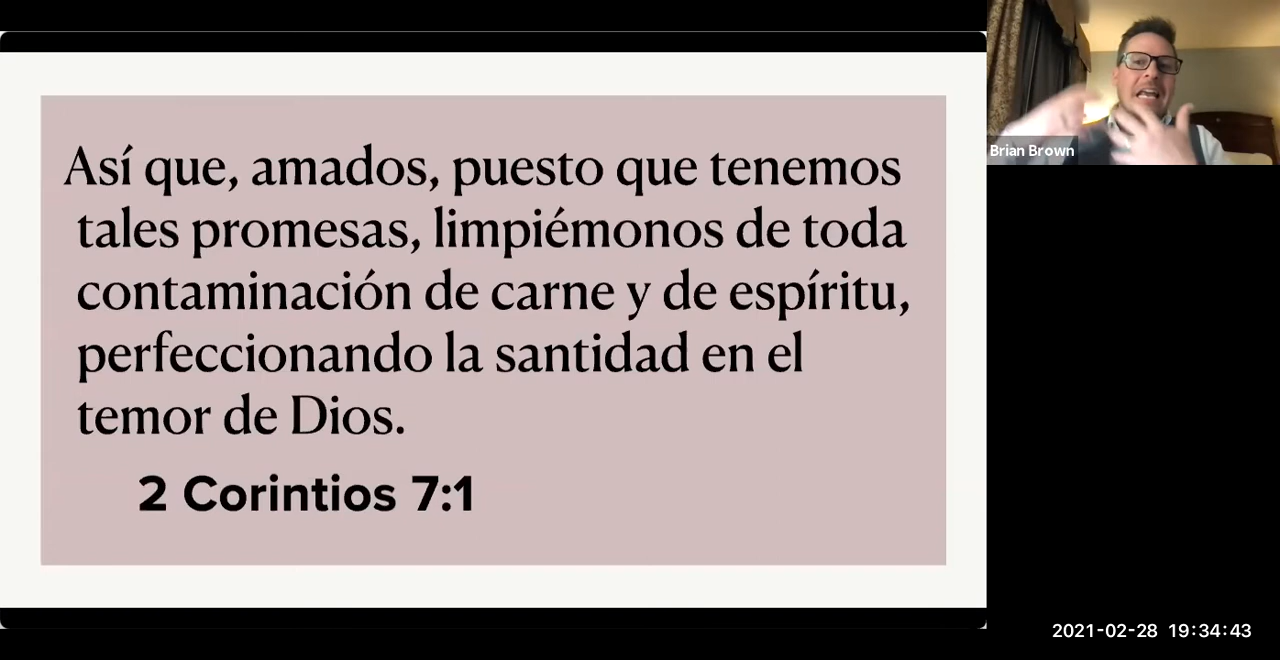 Así que, amados, puesto que tenemos
tales promesas, limpiémonos de toda
contaminación de carne y de espíritu,
perfeccionando la santidad en el
temor de Dios.
2 Corintios 7:1
Brian Brown
2021-02-28 19:34:43